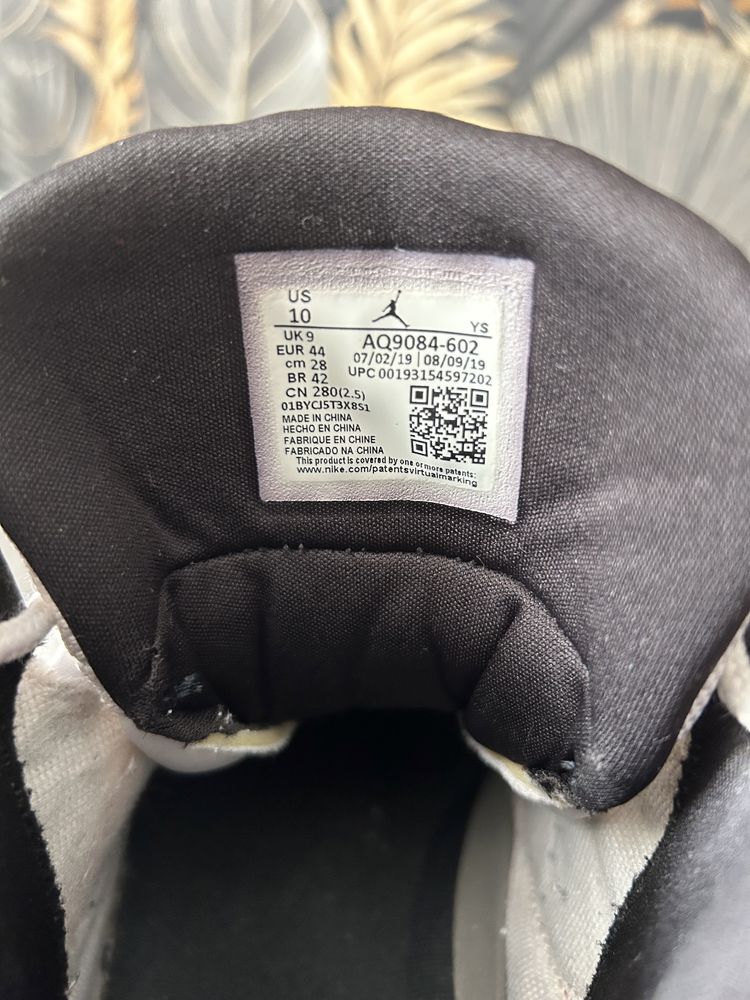 US
10
YS
UK 9
EUR 44
cm 28
BR 42
CN 280(2.5)
01BYCJ5T3X8S1
AQ9084-602
07/02/19 | 08/09/19
UPC 00193154597202
MADE IN CHINA
HECHO EN CHINA
FABRIQUE EN CHINE
FABRICADO NA CHINA
This product is covered by one or more patents:
www.nike.com/patentsvirtualmarking